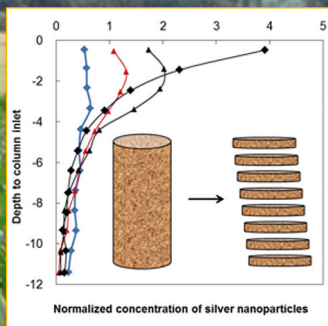 0 1 2 3 4 5
0
-2
-4
-6
-8
-10
-12
Depth to column inlet
Normalized concentration of silver nanoparticles